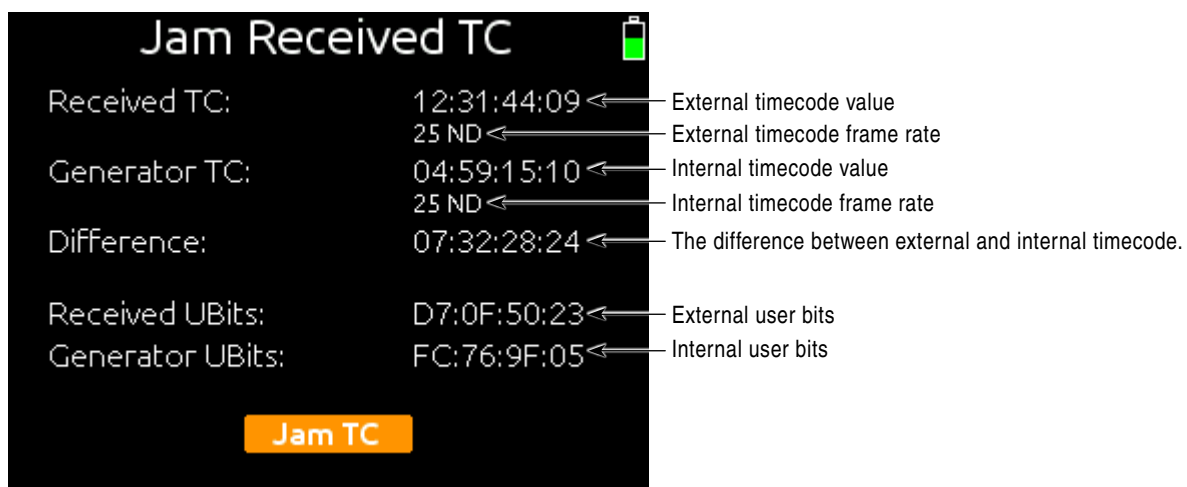 Jam Received TC
Received TC: 12:31:44:09 External timecode value
25 ND External timecode frame rate
Generator TC: 04:59:15:10 Internal timecode value
25 ND Internal timecode frame rate
Difference: 07:32:28:24 The difference between external and internal timecode.
Received UBits: D7:0F:50:23 External user bits
Generator UBits: FC:76:9F:05 Internal user bits
Jam TC